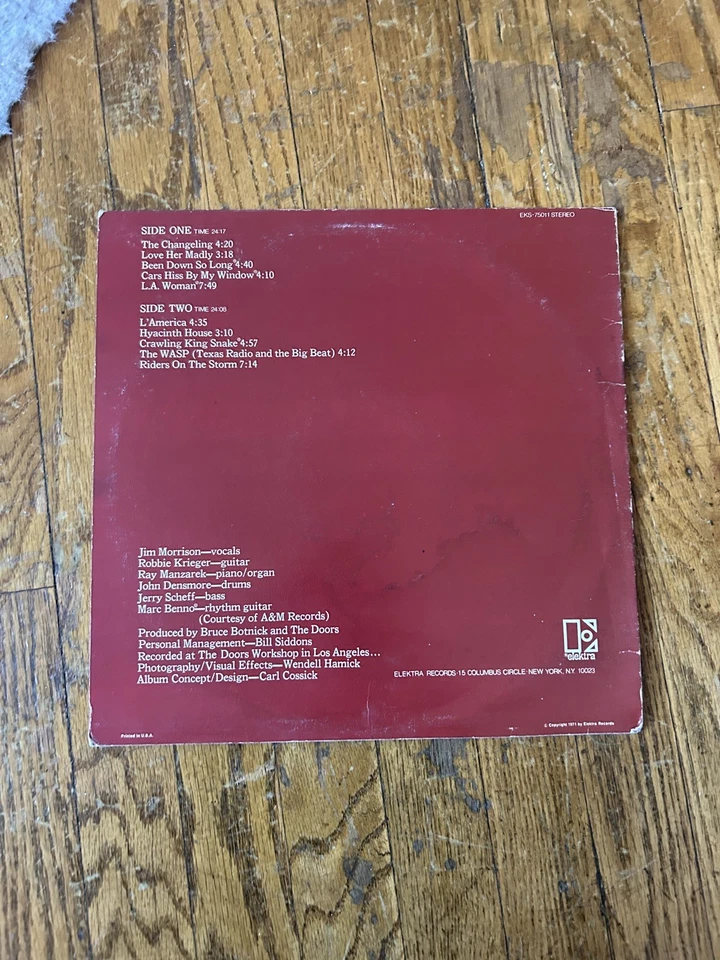 EKS-75011 STEREO
SIDE ONE TIME 24:17
The Changeling 4:20
Love Her Madly 3:18
Been Down So Long*4:40
Cars Hiss By My Window*4:10
L.A. Woman*7:49
SIDE TWO TIME 24:08
L'America 4:35
Hyacinth House 3:10
Crawling King Snake*4:57
The WASP (Texas Radio and the Big Beat) 4:12
Riders On The Storm 7:14
Jim Morrison—vocals
Robbie Krieger—guitar
Ray Manzarek—piano/organ
John Densmore—drums
Jerry Scheff—bass
Marc Benno*—rhythm guitar
(Courtesy of A&M Records)
Produced by Bruce Botnick and The Doors
Personal Management—Bill Siddons
Recorded at The Doors Workshop in Los Angeles...
Photography/Visual Effects—Wendell Hamick
Album Concept/Design—Carl Cossick
elektra
ELEKTRA RECORDS·15 COLUMBUS CIRCLE·NEW YORK, N.Y. 10023
Printed in U.S.A.
© Copyright 1971 by Elektra Records